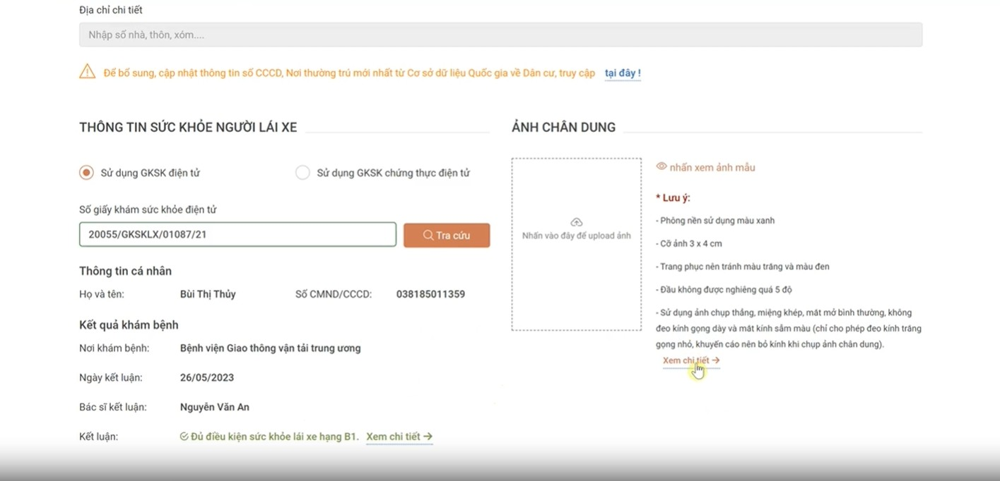 Địa chỉ chi tiết
Nhập số nhà, thôn, xóm....
Để bổ sung, cập nhật thông tin số CCCD, Nơi thường trú mới nhất từ Cơ sở dữ liệu Quốc gia về Dân cư, truy cập tại đây !
THÔNG TIN SỨC KHỎE NGƯỜI LÁI XE
Sử dụng GKSK điện tử
Sử dụng GKSK chứng thực điện tử
Số giấy khám sức khỏe điện tử
20055/GKSKLX/01087/21
Tra cứu
Thông tin cá nhân
Họ và tên: Bùi Thị Thủy Số CMND/CCCD: 038185011359
Kết quả khám bệnh
Nơi khám bệnh: Bệnh viện Giao thông vận tải trung ương
Ngày kết luận: 26/05/2023
Bác sĩ kết luận: Nguyễn Văn An
Kết luận: Đủ điều kiện sức khỏe lái xe hạng B1. Xem chi tiết →
ẢNH CHÂN DUNG
Nhấn vào đây để upload ảnh
nhấn xem ảnh mẫu
* Lưu ý:
- Phông nền sử dụng màu xanh
- Cỡ ảnh 3 x 4 cm
- Trang phục nên tránh màu trắng và màu đen
- Đầu không được nghiêng quá 5 độ
- Sử dụng ảnh chụp thẳng, miệng khép, mắt mở bình thường, không
đeo kính gọng dày và mắt kính sẫm màu (chỉ cho phép đeo kính trắng
gọng nhỏ, khuyến cáo nên bỏ kính khi chụp ảnh chân dung).
Xem chi tiết →